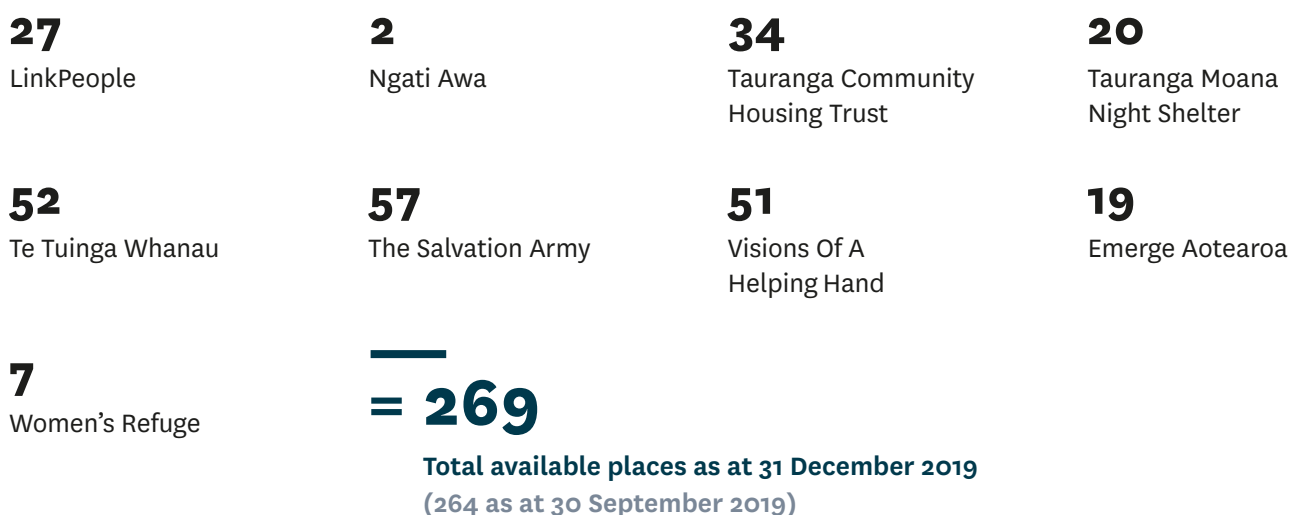 27
LinkPeople
2
Ngati Awa
34
Tauranga Community
Housing Trust
20
Tauranga Moana
Night Shelter
52
Te Tuinga Whanau
57
The Salvation Army
51
Visions Of A
Helping Hand
19
Emerge Aotearoa
7
Women’s Refuge
= 269
Total available places as at 31 December 2019
(264 as at 30 September 2019)